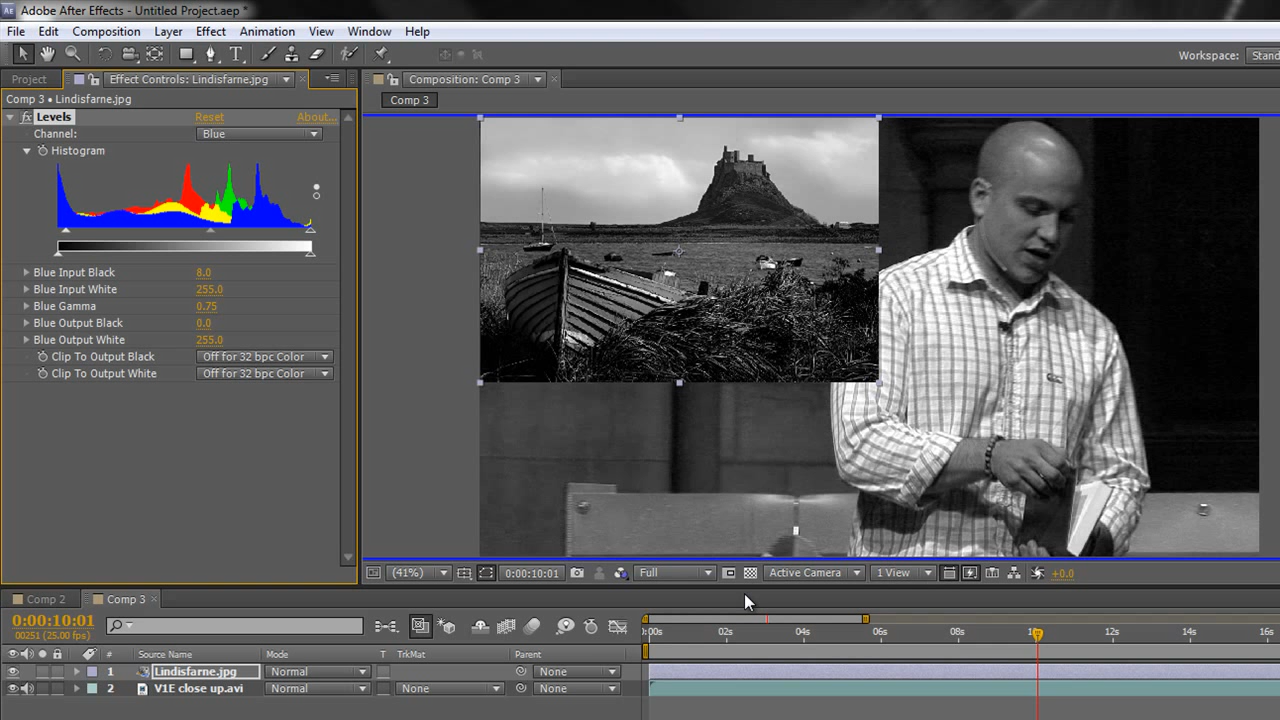 Adobe After Effects - Untitled Project.aep *
File Edit Composition Layer Effect Animation View Window Help
Workspace: Stand
Project Effect Controls: Lindisfarne.jpg Composition: Comp 3
Comp 3 • Lindisfarne.jpg
Comp 3
fx Levels Reset About...
Channel: Blue
Histogram
Blue Input Black 8.0
Blue Input White 255.0
Blue Gamma 0.75
Blue Output Black 0.0
Blue Output White 255.0
Clip To Output Black Off for 32 bpc Color
Clip To Output White Off for 32 bpc Color
(41%) 0:00:10:01 Full Active Camera 1 View +0.0
Comp 2 Comp 3
0:00:10:01
00251 (25.00 fps)
):00s 02s 04s 06s 08s 10s 12s 14s 16s
# Source Name Mode T TrkMat Parent
1 Lindisfarne.jpg Normal None
2 V1E close up.avi Normal None None